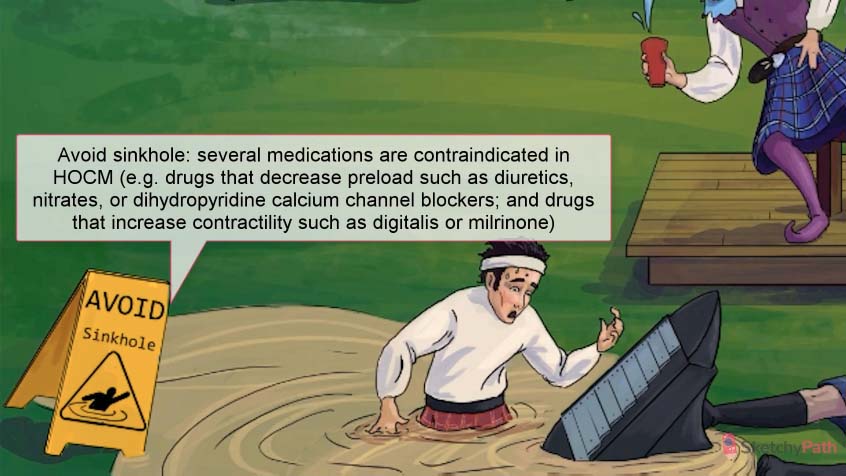 Avoid sinkhole: several medications are contraindicated in
HOCM (e.g. drugs that decrease preload such as diuretics,
nitrates, or dihydropyridine calcium channel blockers; and drugs
that increase contractility such as digitalis or milrinone)
AVOID
Sinkhole
SketchyPath